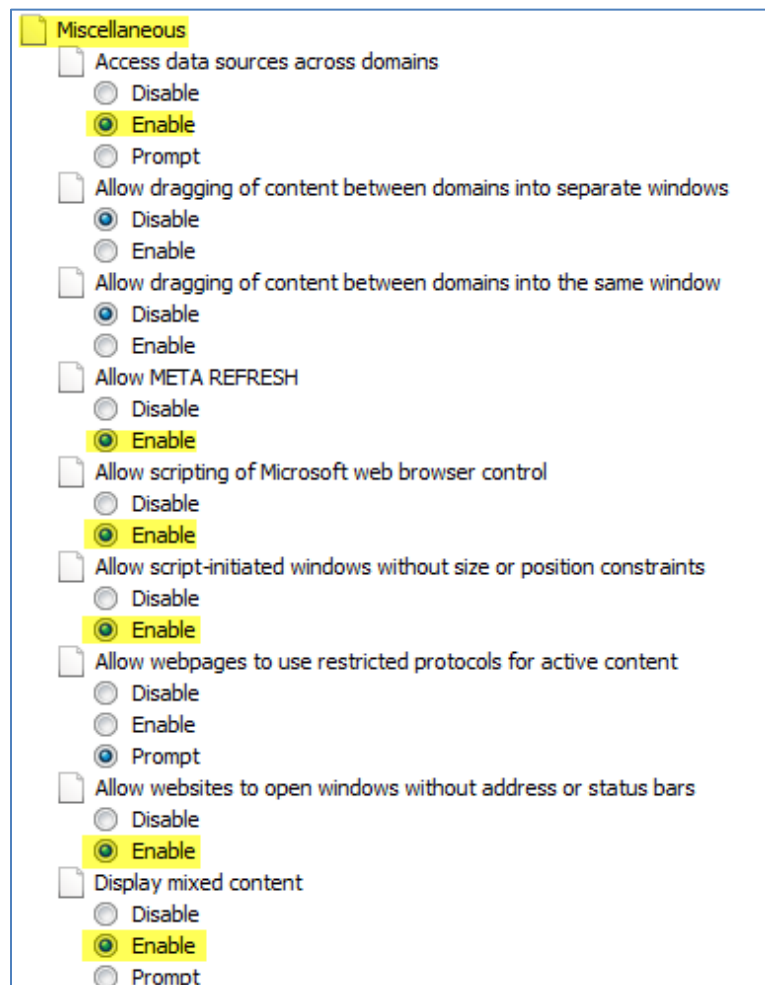 Miscellaneous
Access data sources across domains
Disable
Enable
Prompt
Allow dragging of content between domains into separate windows
Disable
Enable
Allow dragging of content between domains into the same window
Disable
Enable
Allow META REFRESH
Disable
Enable
Allow scripting of Microsoft web browser control
Disable
Enable
Allow script-initiated windows without size or position constraints
Disable
Enable
Allow webpages to use restricted protocols for active content
Disable
Enable
Prompt
Allow websites to open windows without address or status bars
Disable
Enable
Display mixed content
Disable
Enable
Prompt